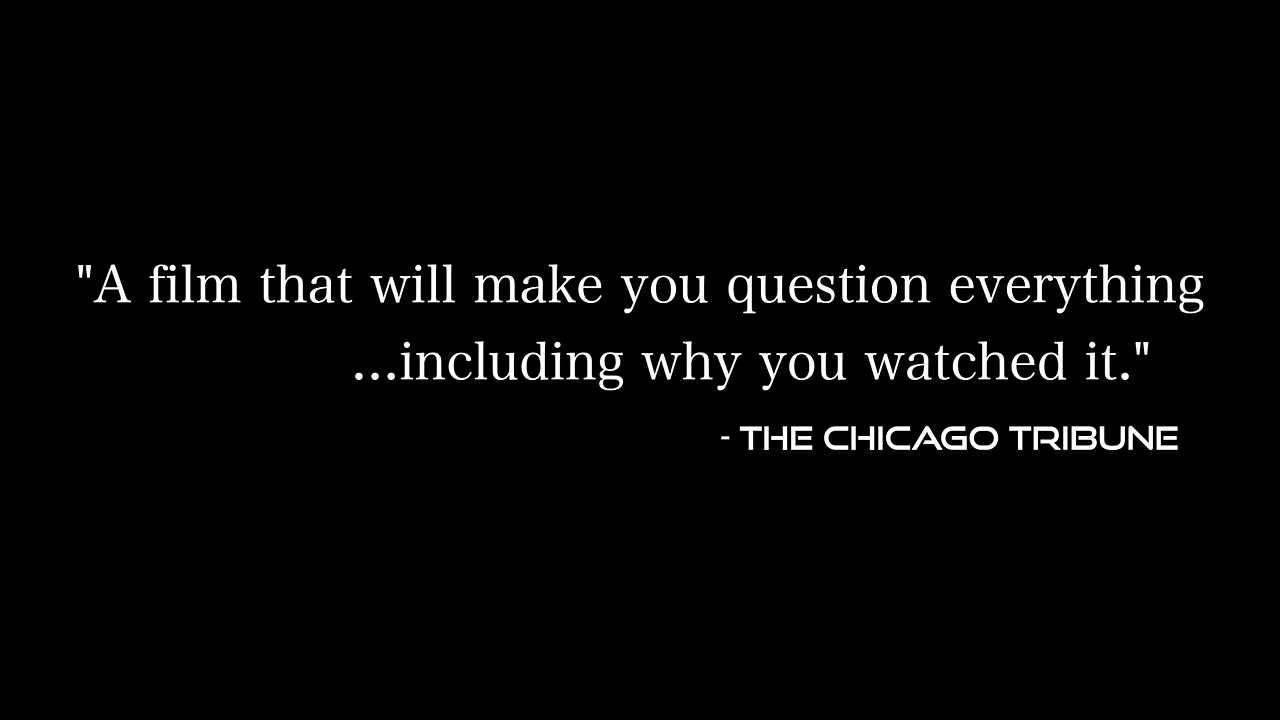 "A film that will make you question everything
...including why you watched it."
- THE CHICAGO TRIBUNE